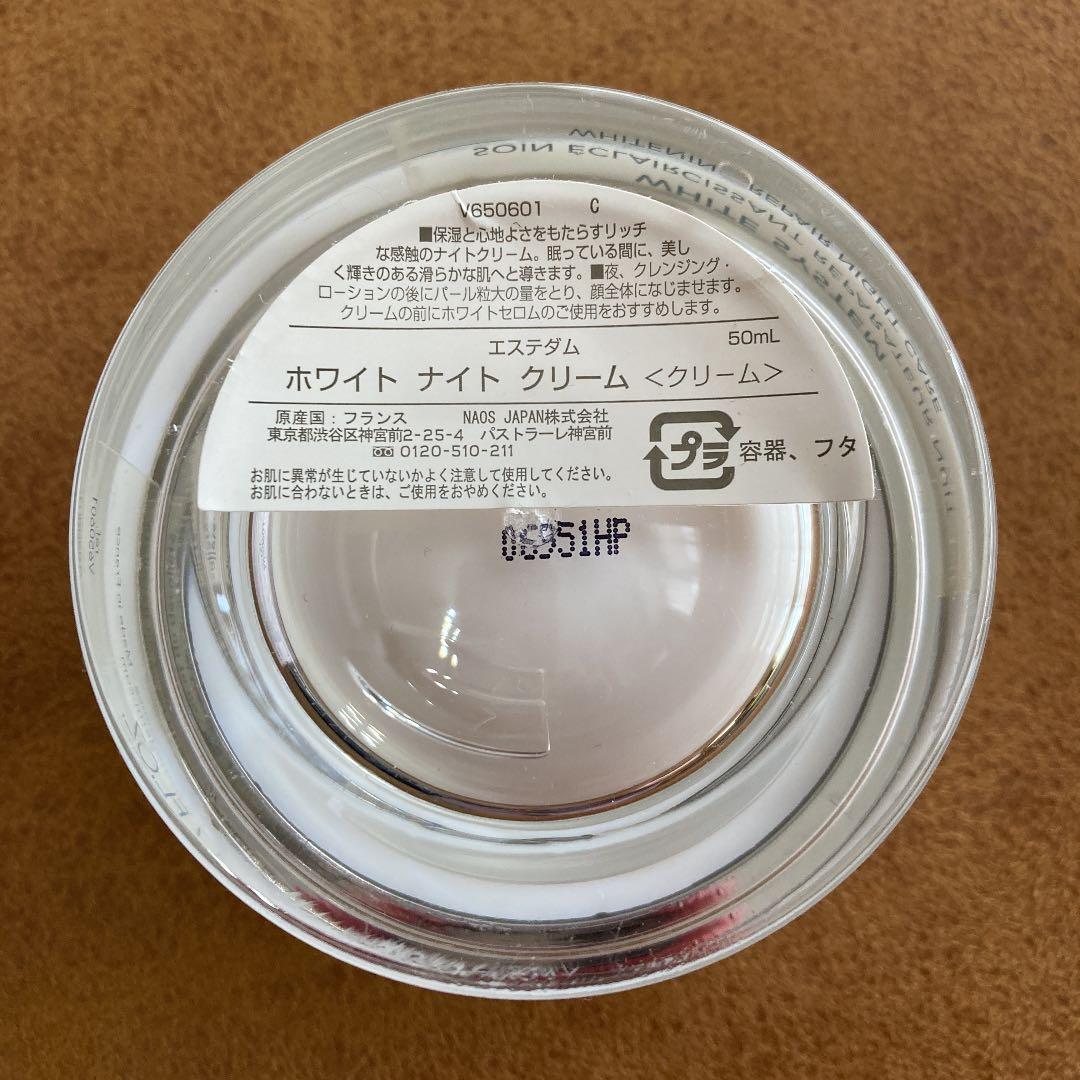 WHITENIN REPAIR NIGHT CARE
SOIN ÉCLAIRCISSANT RÉPARATEUR NUIT
WHITE SYSTEM
V650601 C
■保湿と心地よさをもたらすリッチ
な感触のナイトクリーム。眠っている間に、美し
く輝きのある滑らかな肌へと導きます。■夜、クレンジング・
ローションの後にパール粒大の量をとり、顔全体になじませます。
クリームの前にホワイトセロムのご使用をおすすめします。
エステダム 50mL
ホワイト ナイト クリーム <クリーム>
原産国:フランス NAOS JAPAN株式会社
東京都渋谷区神宮前2-25-4 パストラーレ神宮前
0120-510-211
プラ 容器、フタ
お肌に異常が生じていないかよく注意して使用してください。
お肌に合わないときは、ご使用をおやめください。
51HP